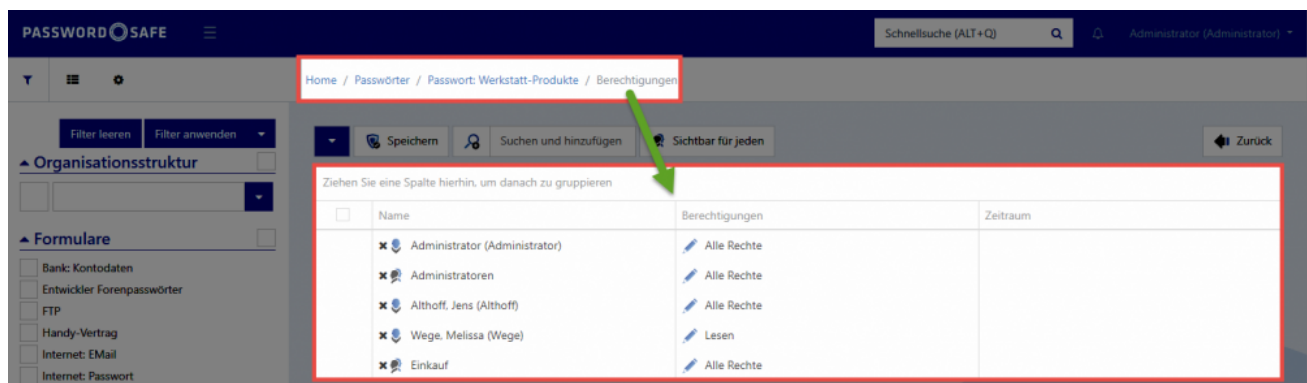 PASSWORD SAFE
Schnellsuche (ALT+Q)
Administrator (Administrator)
Home / Passwörter / Passwort: Werkstatt-Produkte / Berechtigungen
Filter leeren
Filter anwenden
Speichern
Suchen und hinzufügen
Sichtbar für jeden
Zurück
Organisationsstruktur
Ziehen Sie eine Spalte hierhin, um danach zu gruppieren
Name Berechtigungen Zeitraum
Administrator (Administrator) Alle Rechte
Administratoren Alle Rechte
Althoff, Jens (Althoff) Alle Rechte
Wege, Melissa (Wege) Lesen
Einkauf Alle Rechte
Formulare
Bank: Kontodaten
Entwickler Forenpasswörter
FTP
Handy-Vertrag
Internet: EMail
Internet: Passwort